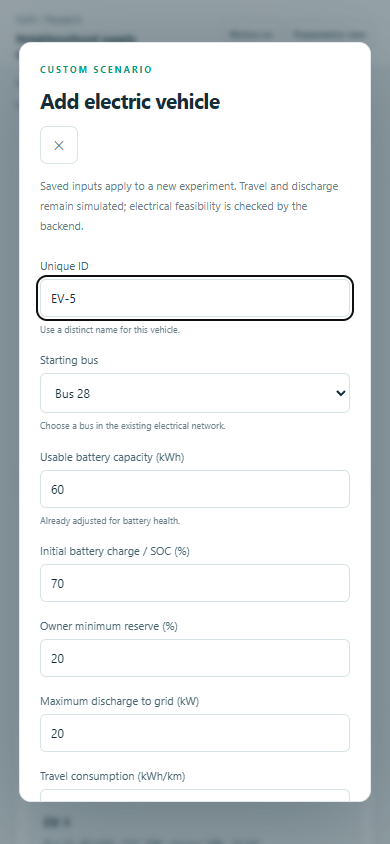 CUSTOM SCENARIO
Add electric vehicle
×
Saved inputs apply to a new experiment. Travel and discharge
remain simulated; electrical feasibility is checked by the
backend.
Unique ID
EV-5
Use a distinct name for this vehicle.
Starting bus
Bus 28
Choose a bus in the existing electrical network.
Usable battery capacity (kWh)
60
Already adjusted for battery health.
Initial battery charge / SOC (%)
70
Owner minimum reserve (%)
20
Maximum discharge to grid (kW)
20
Travel consumption (kWh/km)